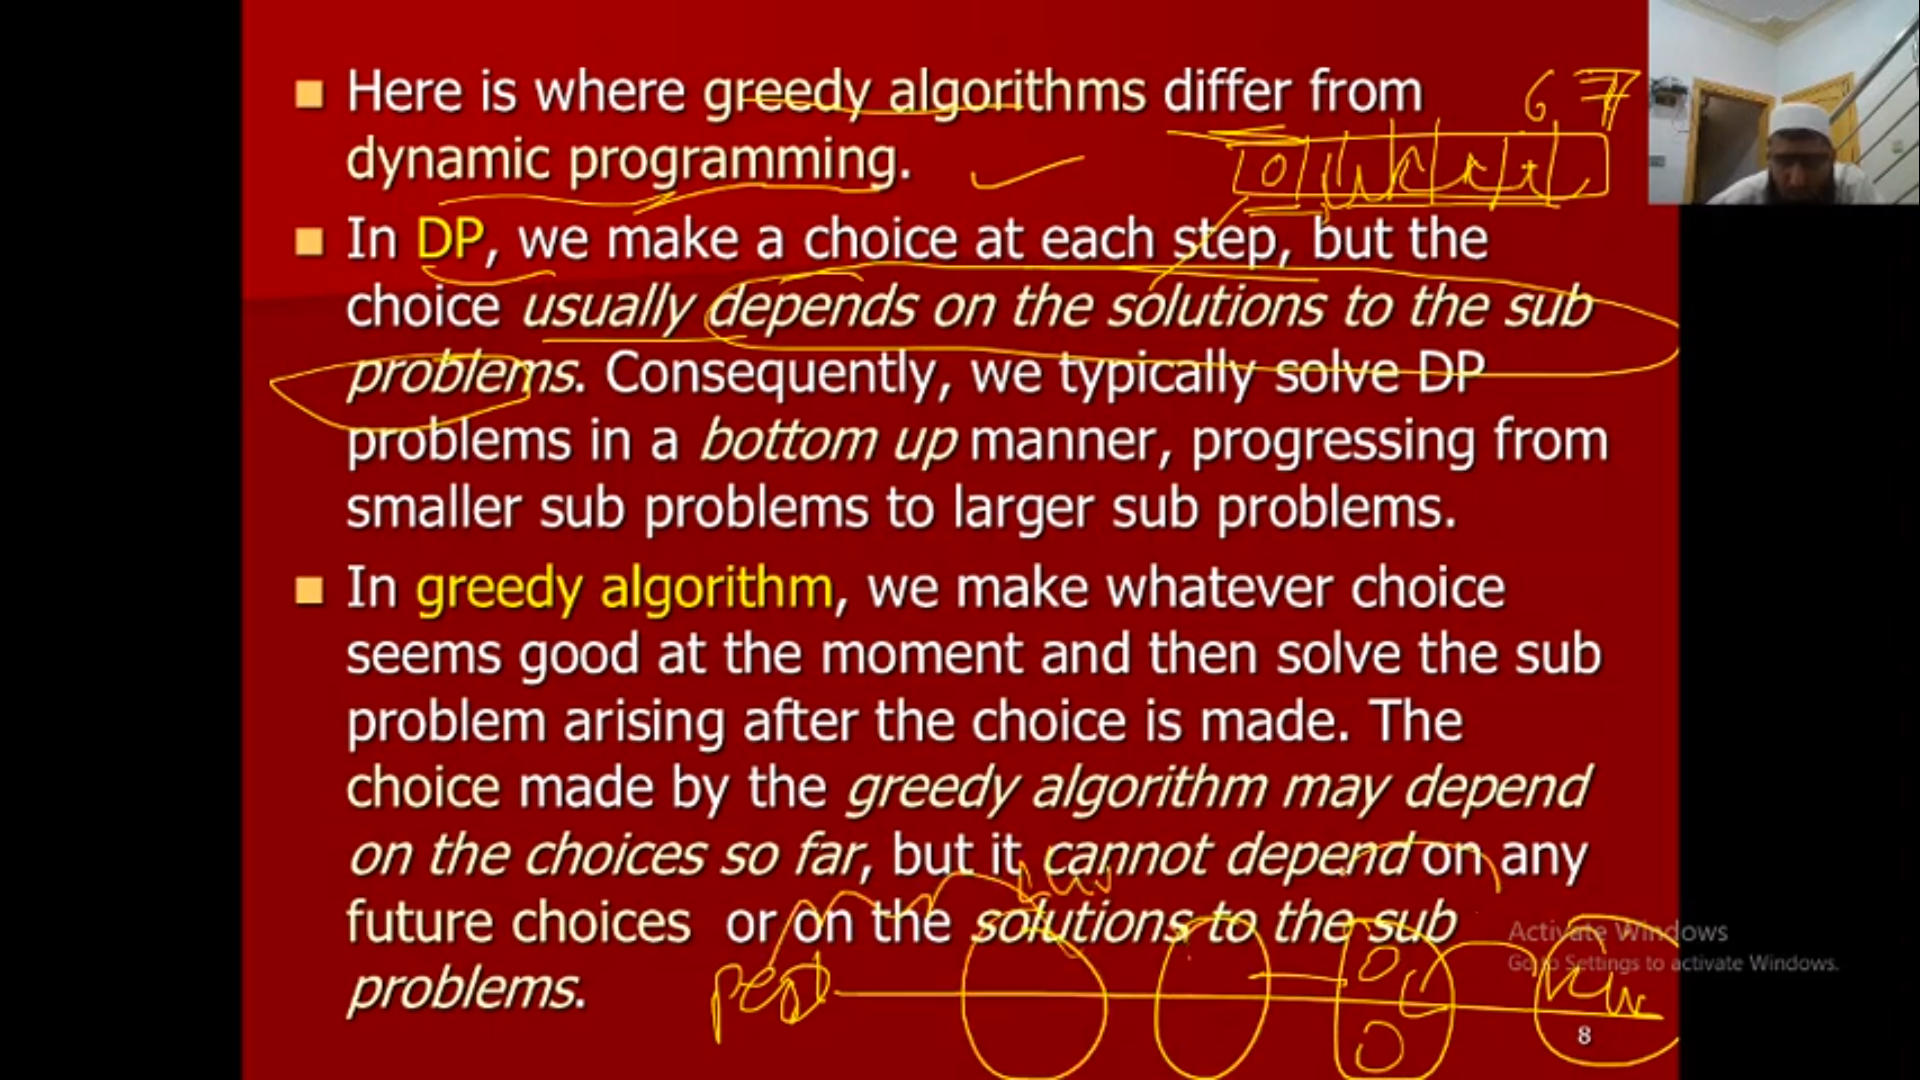 Here is where greedy algorithms differ from
dynamic programming.
In DP, we make a choice at each step, but the
choice usually depends on the solutions to the sub
problems. Consequently, we typically solve DP
problems in a bottom up manner, progressing from
smaller sub problems to larger sub problems.
In greedy algorithm, we make whatever choice
seems good at the moment and then solve the sub
problem arising after the choice is made. The
choice made by the greedy algorithm may depend
on the choices so far, but it cannot depend on any
future choices or on the solutions to the sub
problems.
6 7
Activate Windows
Go to Settings to activate Windows.
8